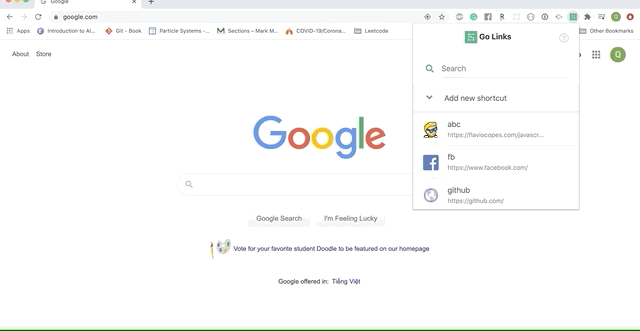 Google
google.com
Apps Introduction to Al... Git - Book Particle Systems –... Sections – Mark M... COVID-19/Corona... Leetcode Other Bookmarks
About Store
Q
Go Links
Search
Add new shortcut
abc
https://flaviocopes.com/javascr...
fb
https://www.facebook.com/
github
https://github.com/
Google
Google Search I'm Feeling Lucky
Vote for your favorite student Doodle to be featured on our homepage
Google offered in: Tiếng Việt